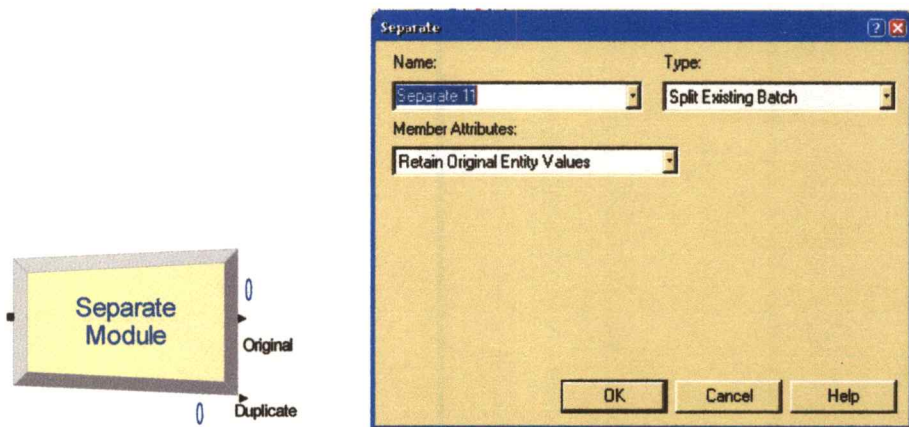 Separate
Name:
Type:
Separate 11
Split Existing Batch
Member Attributes:
Retain Original Entity Values
OK
Cancel
Help
Separate
Module
0
Original
0
Duplicate